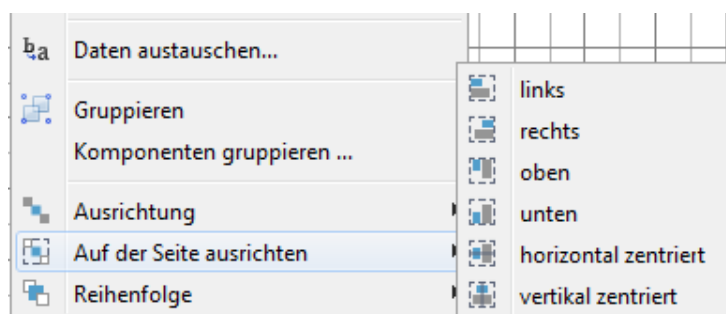 Daten austauschen...
Gruppieren
Komponenten gruppieren ...
Ausrichtung
Auf der Seite ausrichten
Reihenfolge
links
rechts
oben
unten
horizontal zentriert
vertikal zentriert